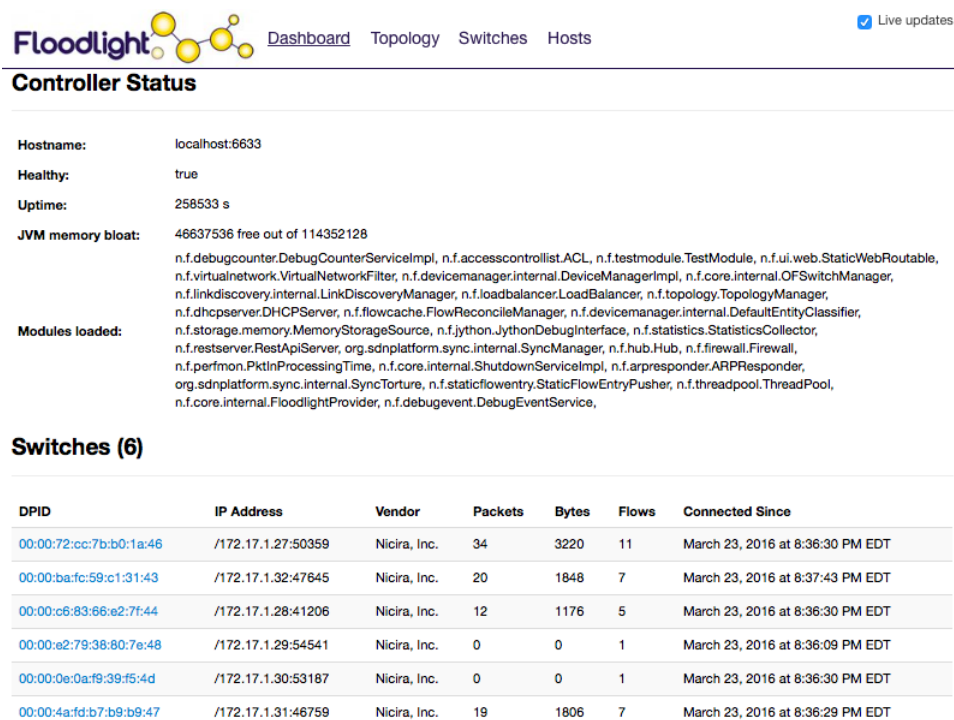 Floodlight Dashboard Topology Switches Hosts Live updates
Controller Status
Hostname: localhost:6633
Healthy: true
Uptime: 258533 s
JVM memory bloat: 46637536 free out of 114352128
n.f.debugcounter.DebugCounterServiceImpl, n.f.accesscontrollist.ACL, n.f.testmodule.TestModule, n.f.ui.web.StaticWebRoutable,
n.f.virtualnetwork.VirtualNetworkFilter, n.f.devicemanager.internal.DeviceManagerImpl, n.f.core.internal.OFSwitchManager,
n.f.linkdiscovery.internal.LinkDiscoveryManager, n.f.loadbalancer.LoadBalancer, n.f.topology.TopologyManager,
n.f.dhcpserver.DHCPServer, n.f.flowcache.FlowReconcileManager, n.f.devicemanager.internal.DefaultEntityClassifier,
Modules loaded: n.f.storage.memory.MemoryStorageSource, n.f.jython.JythonDebugInterface, n.f.statistics.StatisticsCollector,
n.f.restserver.RestApiServer, org.sdnplatform.sync.internal.SyncManager, n.f.hub.Hub, n.f.firewall.Firewall,
n.f.perfmon.PktInProcessingTime, n.f.core.internal.ShutdownServiceImpl, n.f.arpresponder.ARPResponder,
org.sdnplatform.sync.internal.SyncTorture, n.f.staticflowentry.StaticFlowEntryPusher, n.f.threadpool.ThreadPool,
n.f.core.internal.FloodlightProvider, n.f.debugevent.DebugEventService,
Switches (6)
DPID IP Address Vendor Packets Bytes Flows Connected Since
00:00:72:cc:7b:b0:1a:46 /172.17.1.27:50359 Nicira, Inc. 34 3220 11 March 23, 2016 at 8:36:30 PM EDT
00:00:ba:fc:59:c1:31:43 /172.17.1.32:47645 Nicira, Inc. 20 1848 7 March 23, 2016 at 8:37:43 PM EDT
00:00:c6:83:66:e2:7f:44 /172.17.1.28:41206 Nicira, Inc. 12 1176 5 March 23, 2016 at 8:36:30 PM EDT
00:00:e2:79:38:80:7e:48 /172.17.1.29:54541 Nicira, Inc. 0 0 1 March 23, 2016 at 8:36:09 PM EDT
00:00:0e:0a:f9:39:f5:4d /172.17.1.30:53187 Nicira, Inc. 0 0 1 March 23, 2016 at 8:36:30 PM EDT
00:00:4a:fd:b7:b9:b9:47 /172.17.1.31:46759 Nicira, Inc. 19 1806 7 March 23, 2016 at 8:36:29 PM EDT